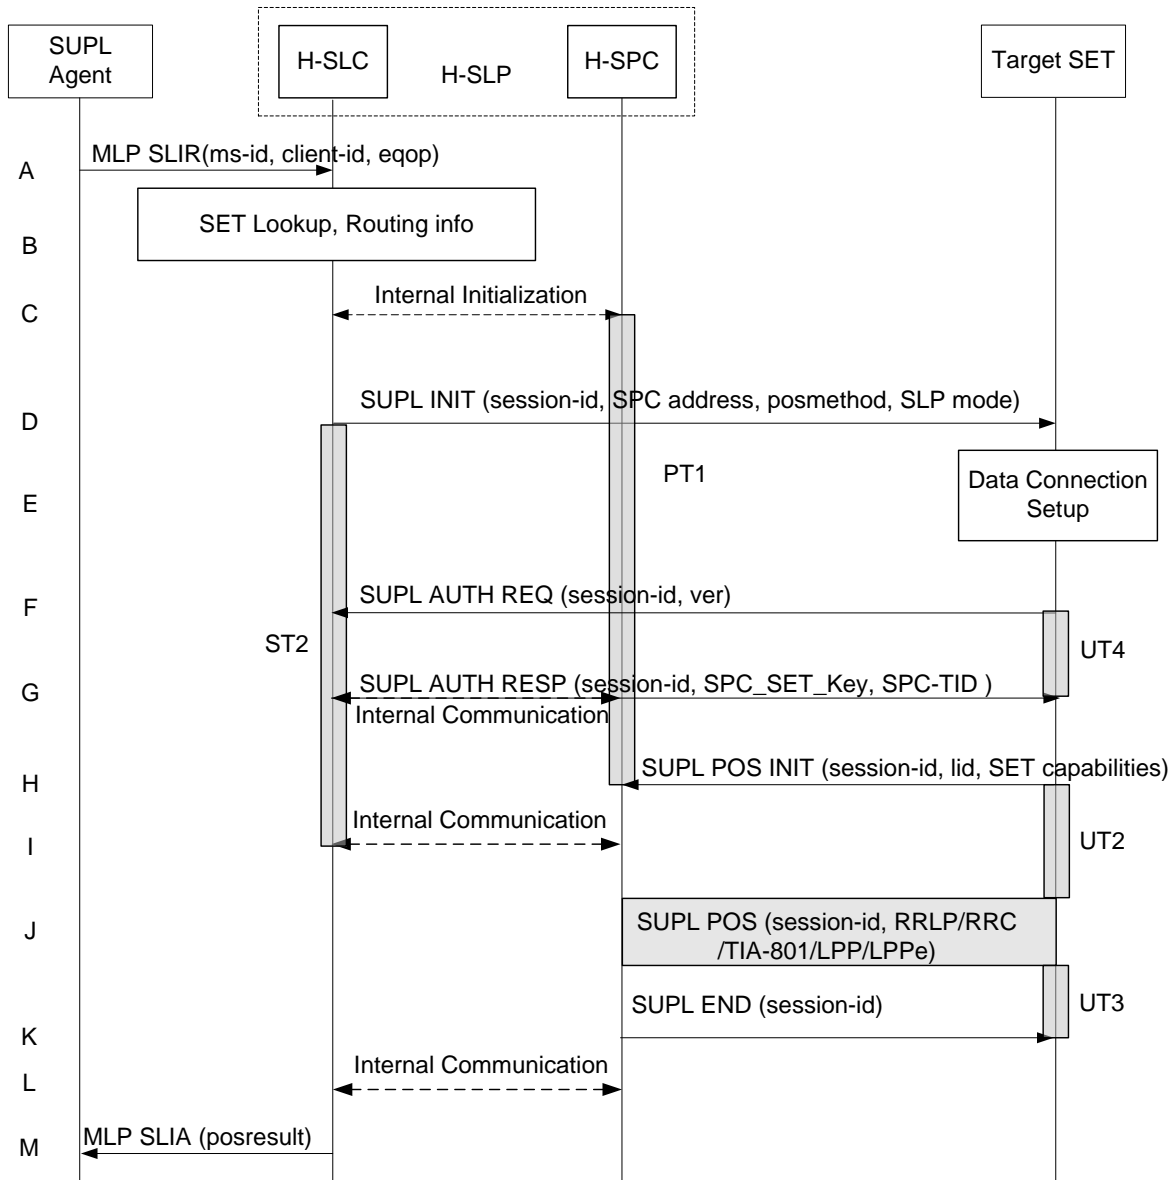 SUPL
Agent
H-SLC
H-SLP
H-SPC
Target SET
A
MLP SLIR(ms-id, client-id, eqop)
B
SET Lookup, Routing info
C
Internal Initialization
D
SUPL INIT (session-id, SPC address, posmethod, SLP mode)
PT1
E
Data Connection
Setup
F
SUPL AUTH REQ (session-id, ver)
ST2
UT4
G
SUPL AUTH RESP (session-id, SPC_SET_Key, SPC-TID )
Internal Communication
H
SUPL POS INIT (session-id, lid, SET capabilities)
I
Internal Communication
UT2
J
SUPL POS (session-id, RRLP/RRC
/TIA-801/LPP/LPPe)
K
SUPL END (session-id)
UT3
L
Internal Communication
M
MLP SLIA (posresult)